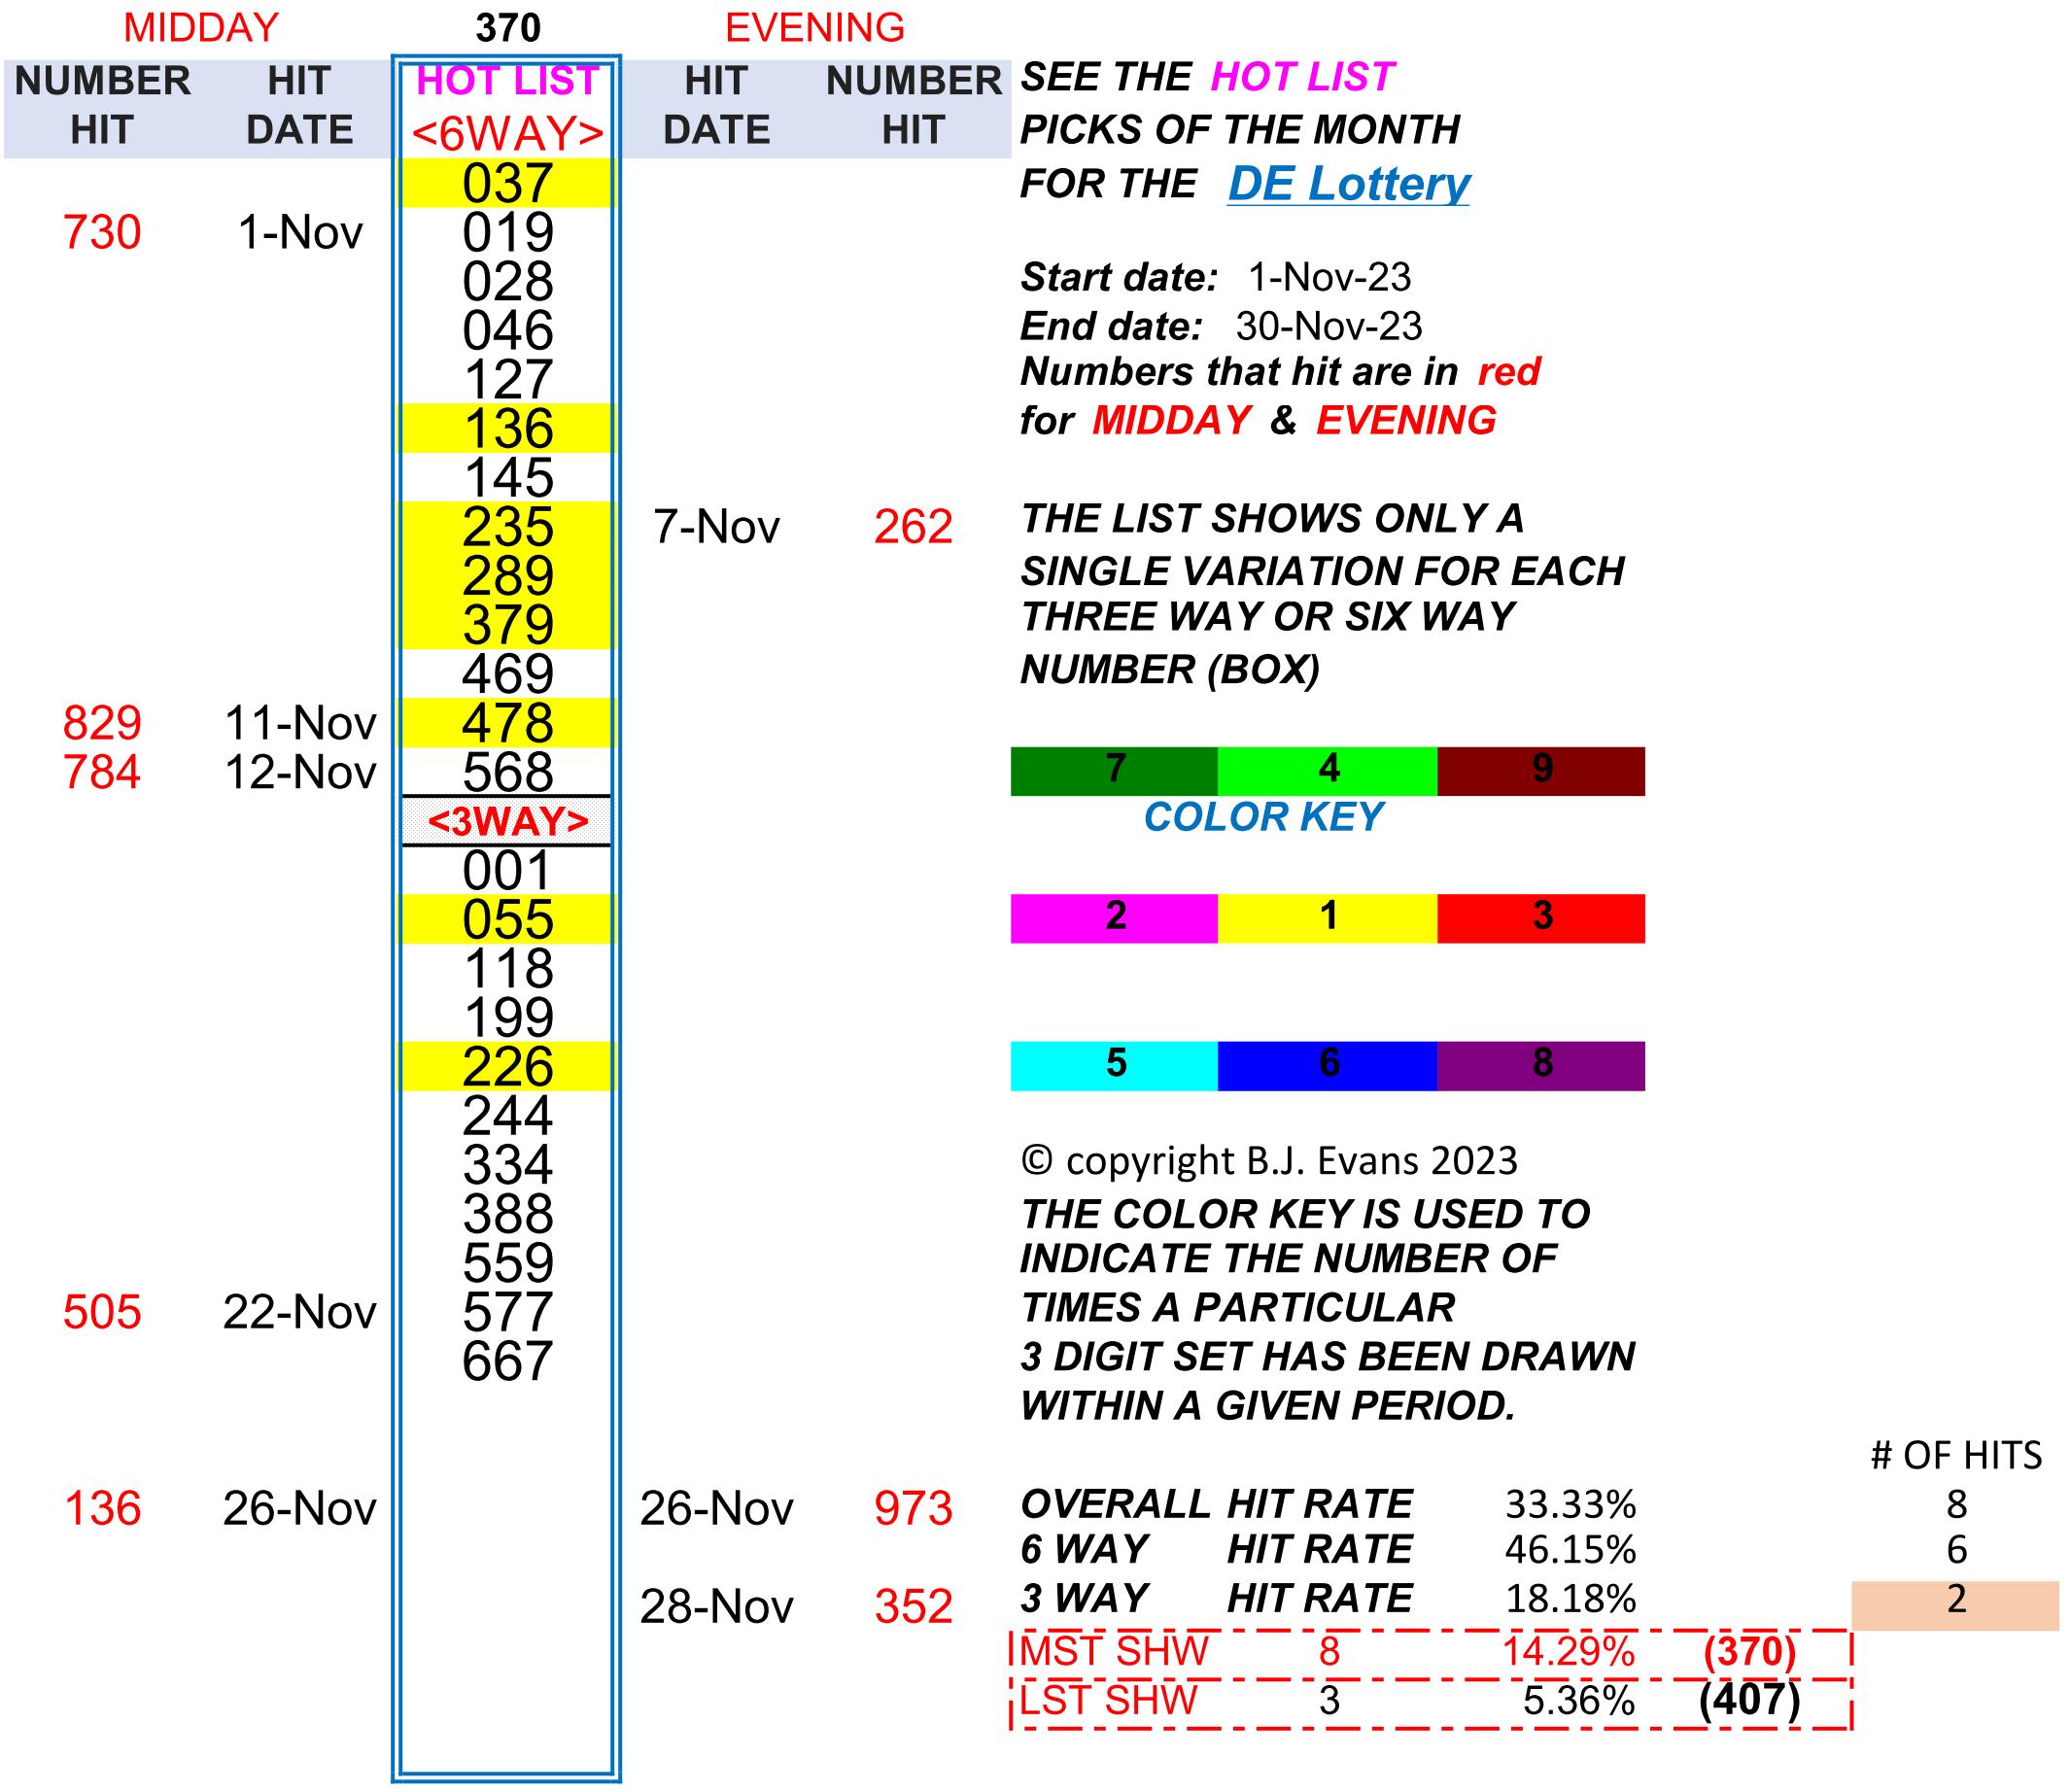 MIDDAY 370 EVENING
NUMBER HIT HOT LIST HIT NUMBER SEE THE HOT LIST
HIT DATE <6WAY> DATE HIT PICKS OF THE MONTH
037 FOR THE DE Lottery
730 1-Nov 019
028 Start date: 1-Nov-23
046 End date: 30-Nov-23
127 Numbers that hit are in red
136 for MIDDAY & EVENING
145
235 7-Nov 262 THE LIST SHOWS ONLY A
289 SINGLE VARIATION FOR EACH
379 THREE WAY OR SIX WAY
469 NUMBER (BOX)
829 11-Nov 478
784 12-Nov 568 7 4 9
<3WAY> COLOR KEY
001
055 2 1 3
118
199
226 5 6 8
244
334 © copyright B.J. Evans 2023
388 THE COLOR KEY IS USED TO
559 INDICATE THE NUMBER OF
505 22-Nov 577 TIMES A PARTICULAR
667 3 DIGIT SET HAS BEEN DRAWN
WITHIN A GIVEN PERIOD.
# OF HITS
136 26-Nov 26-Nov 973 OVERALL HIT RATE 33.33% 8
6 WAY HIT RATE 46.15% 6
28-Nov 352 3 WAY HIT RATE 18.18% 2
MST SHW 8 14.29% (370)
LST SHW 3 5.36% (407)